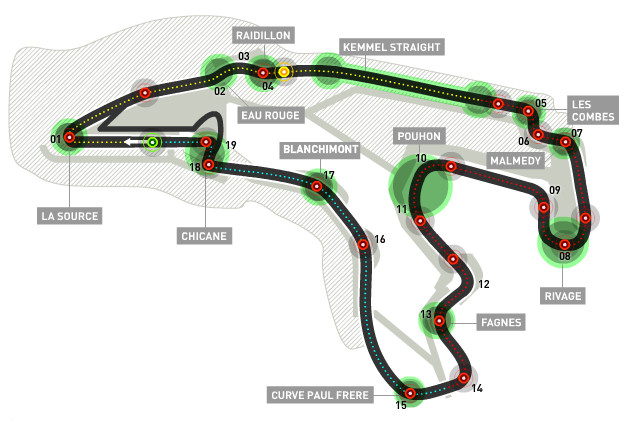 RAIDILLON
KEMMEL STRAIGHT
03
04
02
EAU ROUGE
05
LES
COMBES
06
07
MALMEDY
POUHON
10
01
19
18
BLANCHIMONT
17
09
LA SOURCE
CHICANE
11
16
08
RIVAGE
12
13
FAGNES
14
CURVE PAUL FRERE
15